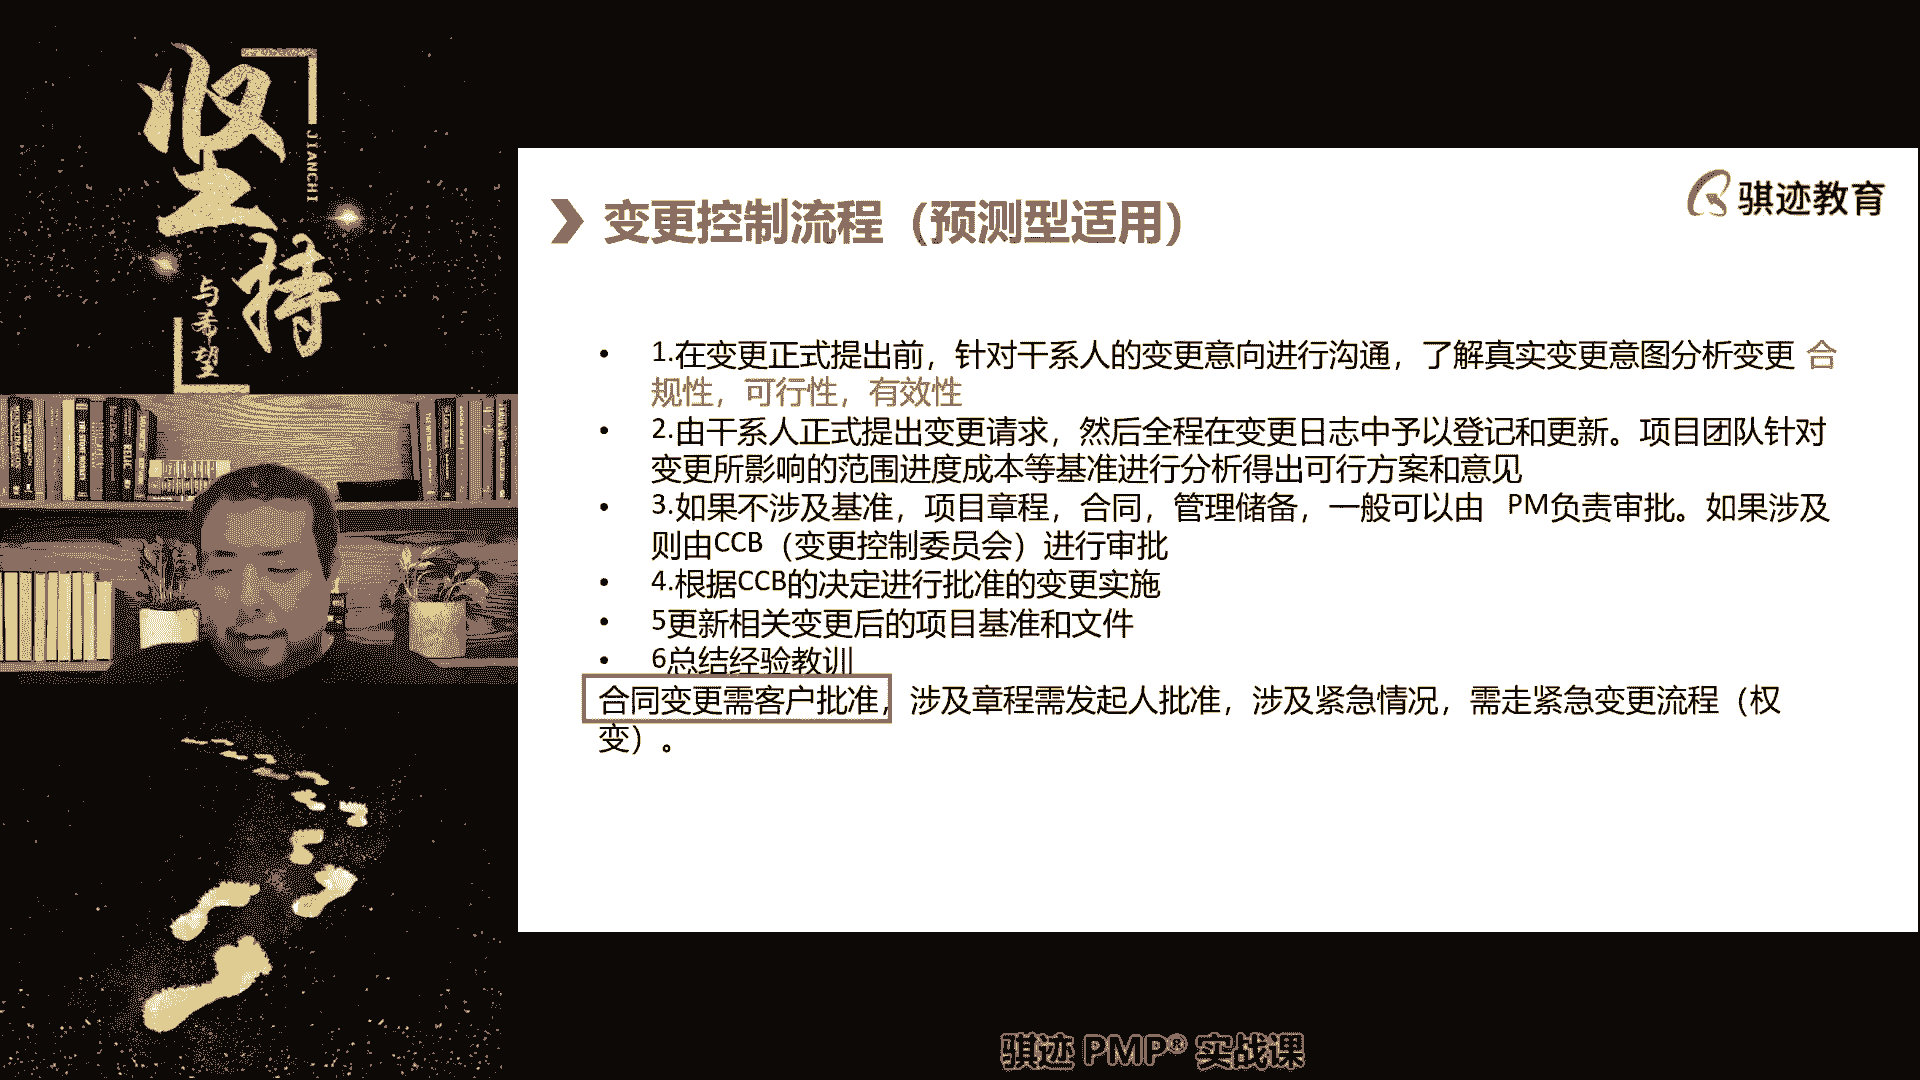 坚持
JIANCHI
与希望
骐迹教育
变更控制流程（预测型适用）
• 1.在变更正式提出前，针对干系人的变更意向进行沟通，了解真实变更意图分析变更 合
规性，可行性，有效性
• 2.由干系人正式提出变更请求，然后全程在变更日志中予以登记和更新。项目团队针对
变更所影响的范围进度成本等基准进行分析得出可行方案和意见
• 3.如果不涉及基准，项目章程，合同，管理储备，一般可以由 PM负责审批。如果涉及
则由CCB（变更控制委员会）进行审批
• 4.根据CCB的决定进行批准的变更实施
• 5更新相关变更后的项目基准和文件
• 6总结经验教训
合同变更需客户批准，涉及章程需发起人批准，涉及紧急情况，需走紧急变更流程（权
变）。
骐迹 PMP® 实战课